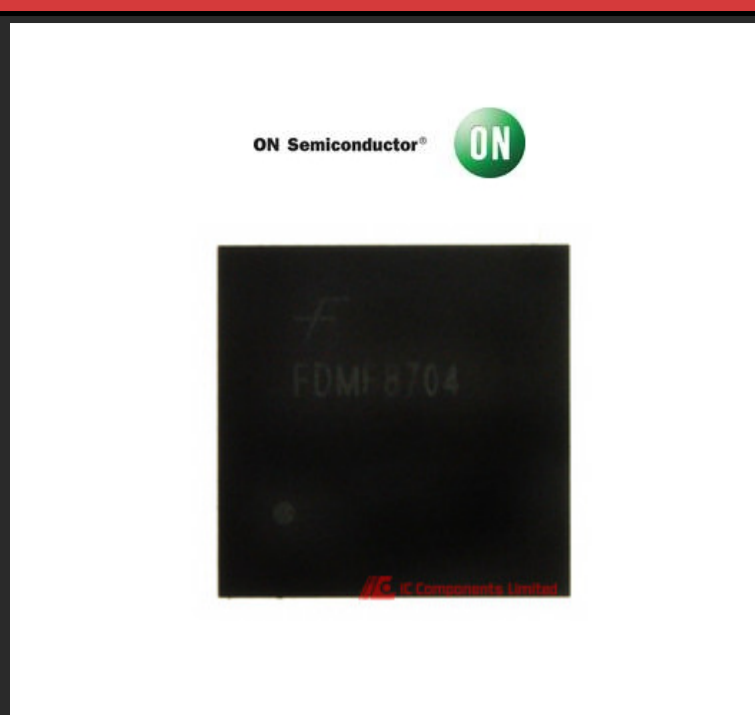 ON Semiconductor®
ON
F
FDMF8704
IC Components Limited